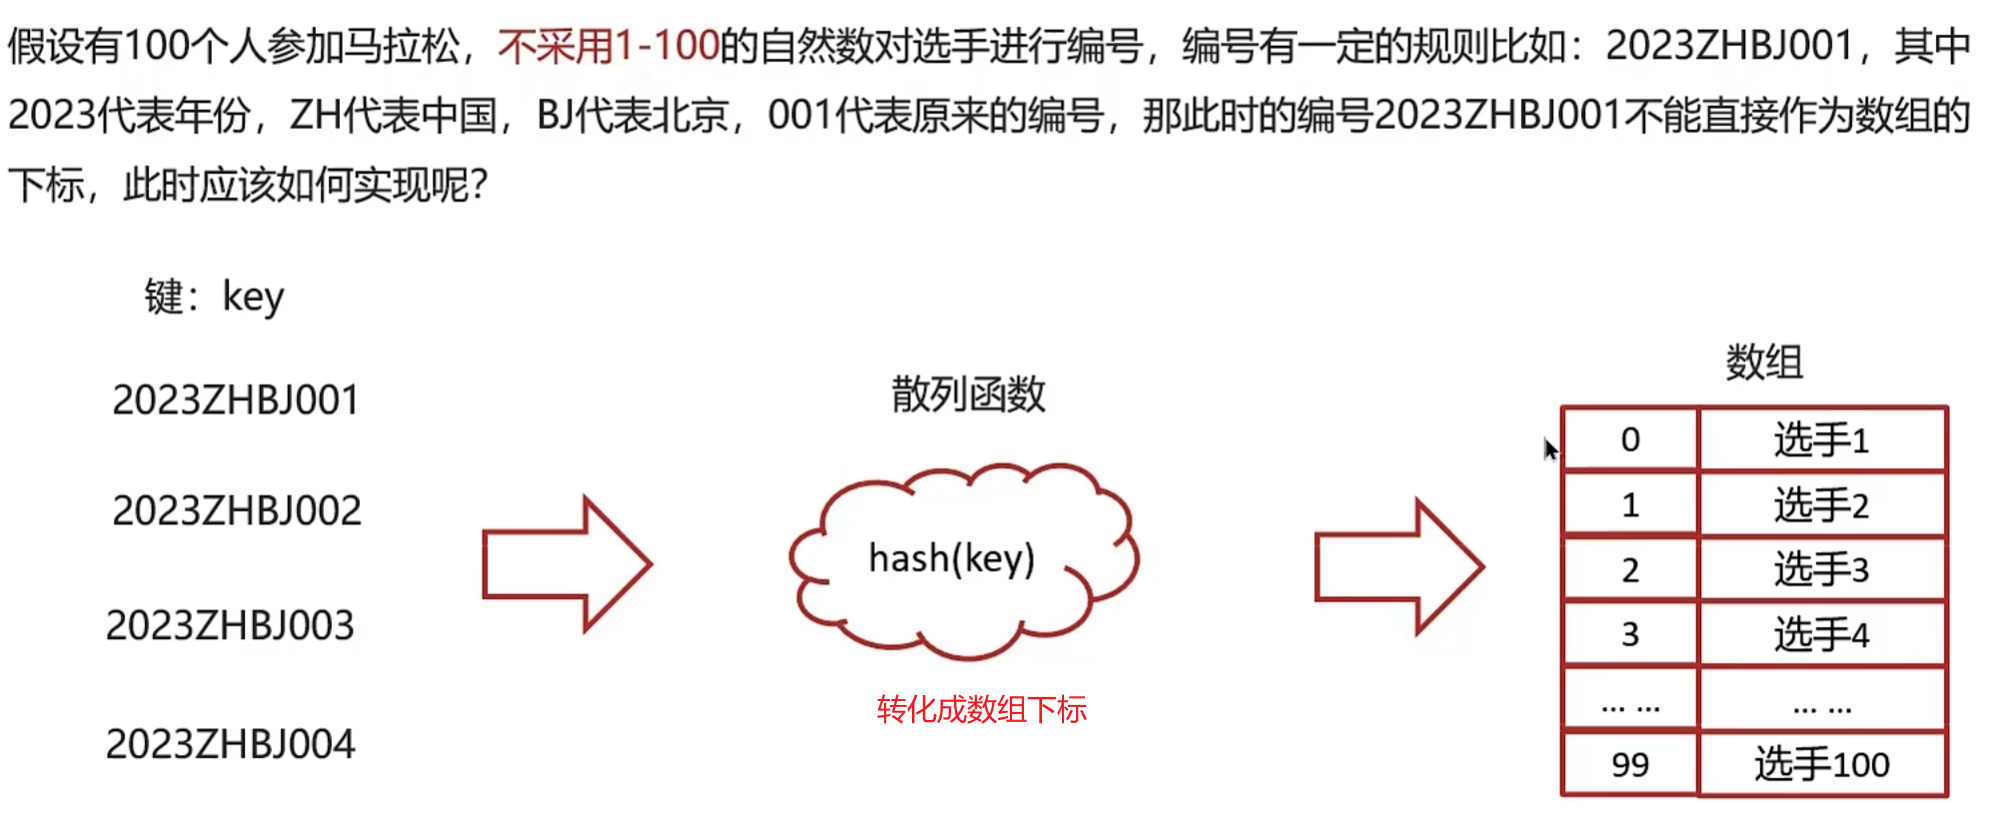 假设有100个人参加马拉松，不采用1-100的自然数对选手进行编号，编号有一定的规则比如：2023ZHBJ001，其中
2023代表年份，ZH代表中国，BJ代表北京，001代表原来的编号，那此时的编号2023ZHBJ001不能直接作为数组的
下标，此时应该如何实现呢？
键：key
2023ZHBJ001
2023ZHBJ002
2023ZHBJ003
2023ZHBJ004
散列函数
hash(key)
转化成数组下标
数组
0 选手1
1 选手2
2 选手3
3 选手4
... ... ... ...
99 选手100